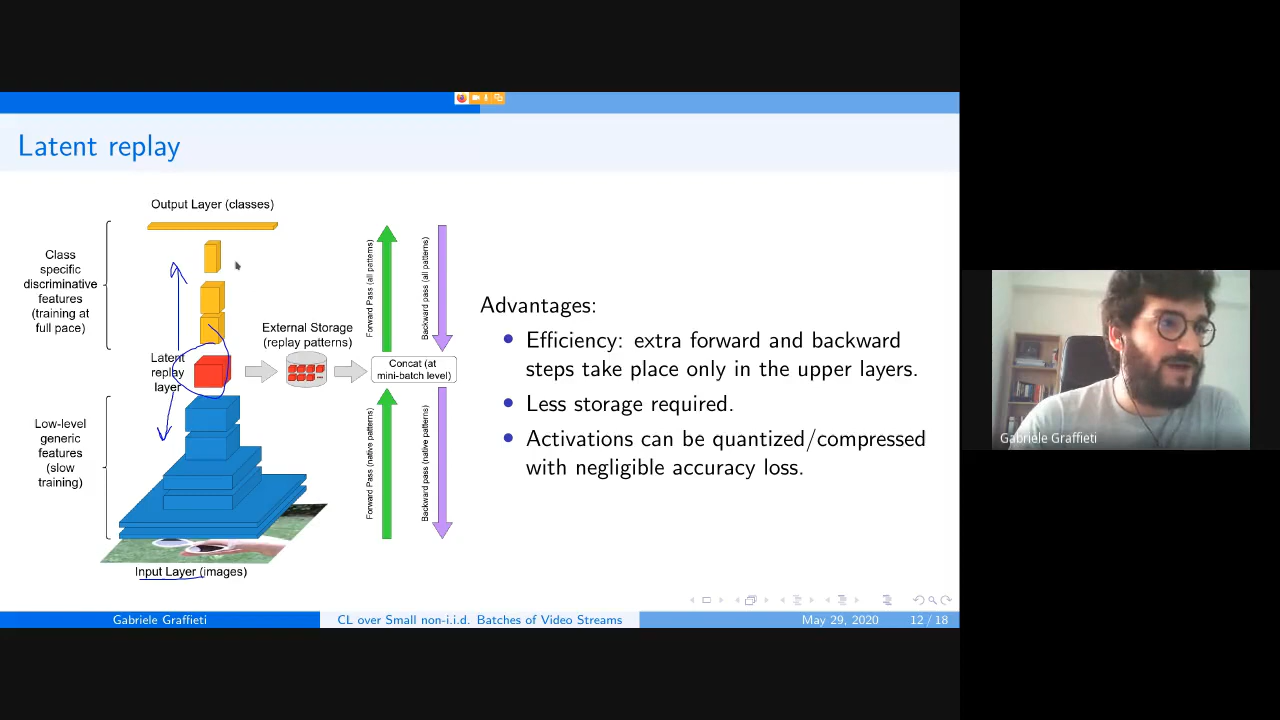 Latent replay
Output Layer (classes)
Class
specific
discriminative
features
(training at
full pace)
Latent
replay
layer
External Storage
(replay patterns)
...
Low-level
generic
features
(slow
training)
Input Layer (images)
Forward Pass (all patterns)
Backward pass (all patterns)
Concat (at
mini-batch level)
Forward Pass (native patterns)
Backward pass (native patterns)
Advantages:
Efficiency: extra forward and backward
steps take place only in the upper layers.
Less storage required.
Activations can be quantized/compressed
with negligible accuracy loss.
Gabriele Graffieti
CL over Small non-i.i.d. Batches of Video Streams
May 29, 2020
12 / 18
Gabriele Graffieti